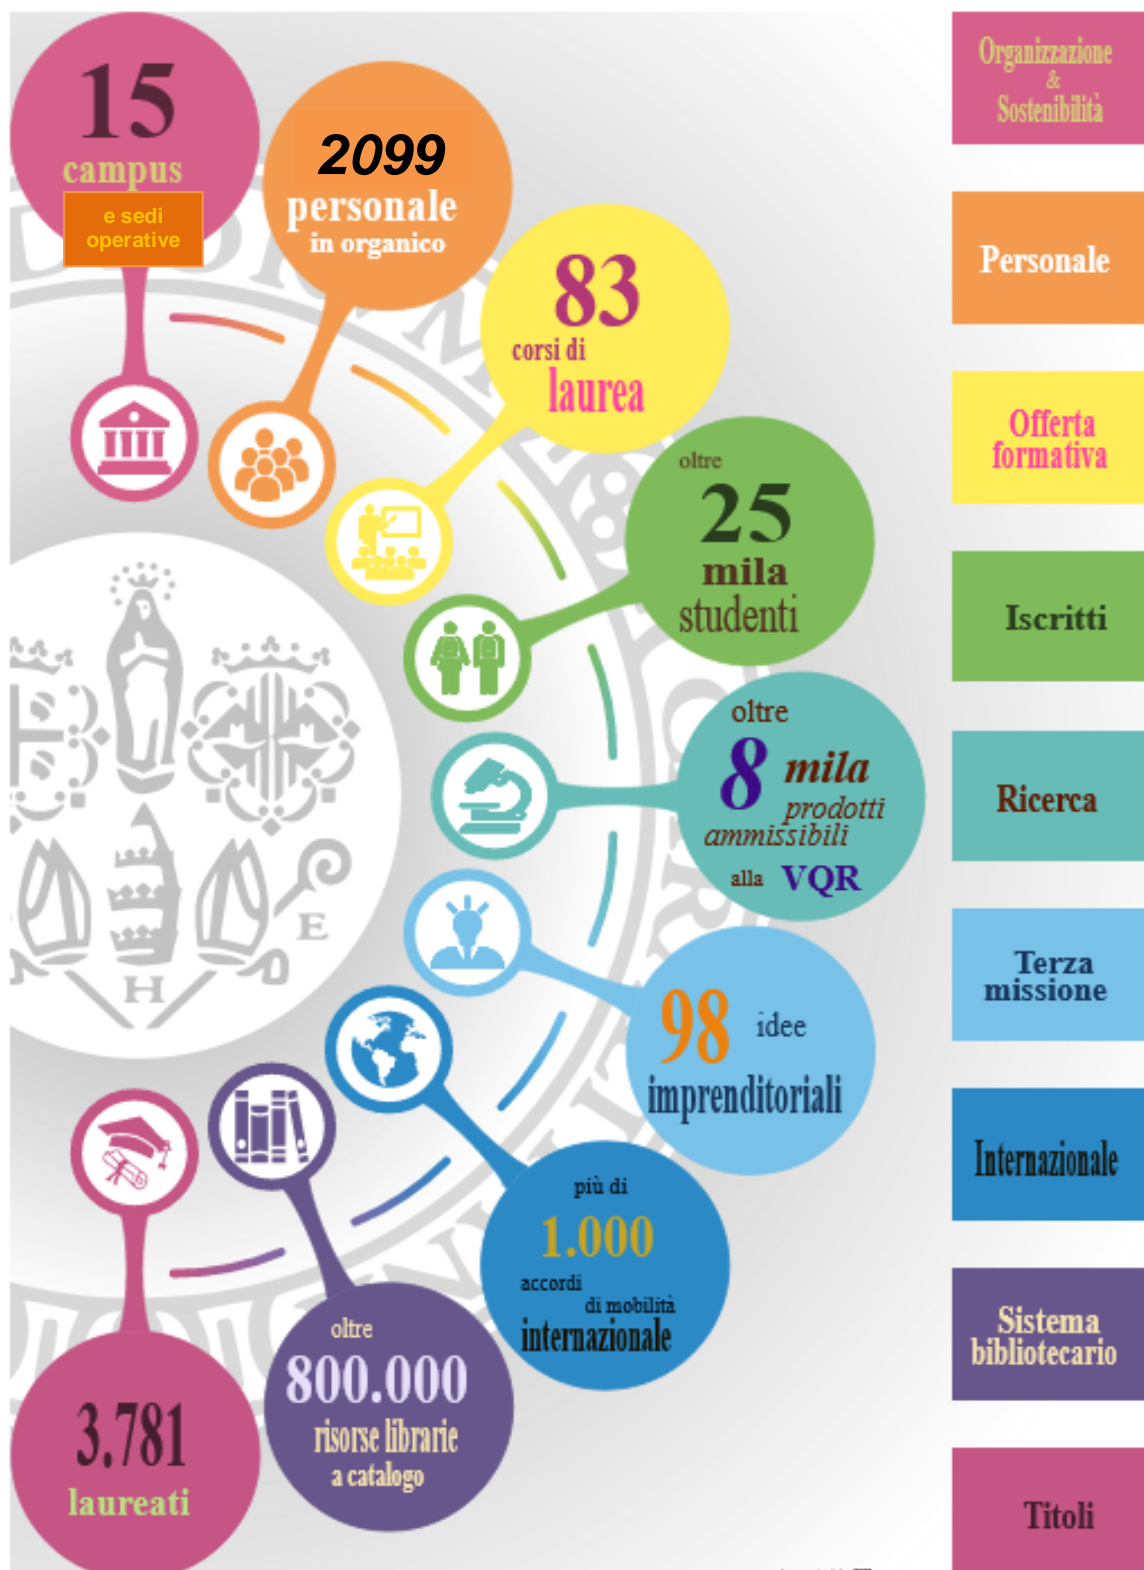 15
campus
e sedi
operative
2099
personale
in organico
83
corsi di
laurea
oltre
25
mila
studenti
oltre
8 mila
prodotti
ammissibili
alla VQR
98 idee
imprenditoriali
più di
1.000
accordi
di mobilità
internazionale
oltre
800.000
risorse librarie
a catalogo
3.781
laureati
E
H
Organizzazione
&
Sostenibilità
Personale
Offerta
formativa
Iscritti
Ricerca
Terza
missione
Internazionale
Sistema
bibliotecario
Titoli